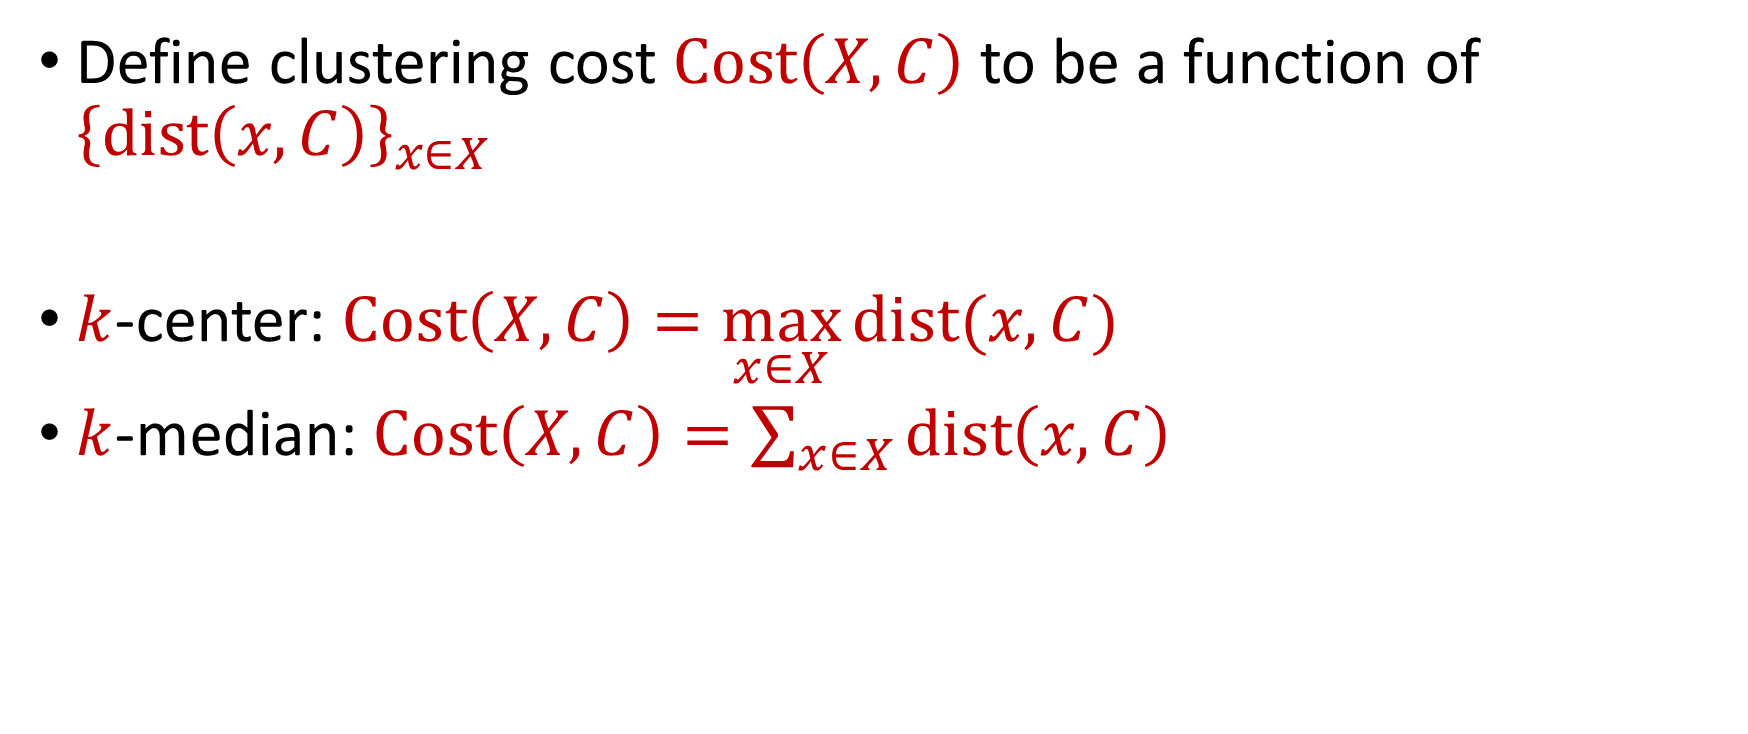 • Define clustering cost Cost(𝑋, 𝐶) to be a function of
{dist(𝑥, 𝐶)}ₓ∈𝑋
• 𝑘-center: Cost(𝑋, 𝐶) = max dist(𝑥, 𝐶)
𝑥∈𝑋
• 𝑘-median: Cost(𝑋, 𝐶) = ∑𝑥∈𝑋 dist(𝑥, 𝐶)